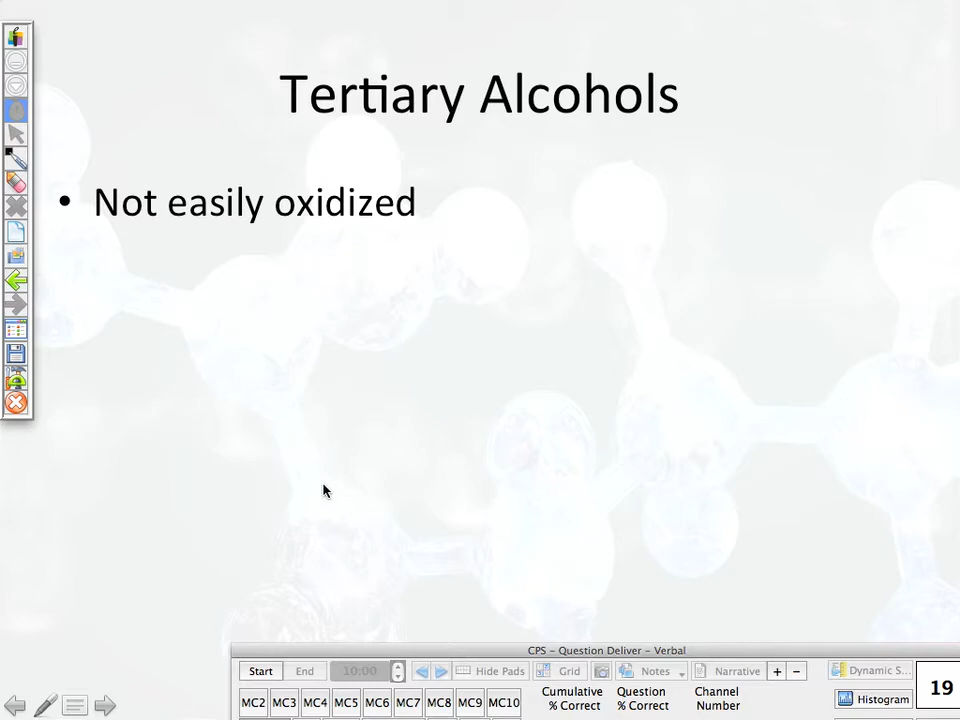 Tertiary Alcohols
• Not easily oxidized
CPS – Question Deliver – Verbal
Start End 10:00 Hide Pads Grid Notes Narrative + − Dynamic S...
MC2 MC3 MC4 MC5 MC6 MC7 MC8 MC9 MC10
Cumulative % Correct
Question % Correct
Channel Number
Histogram
19